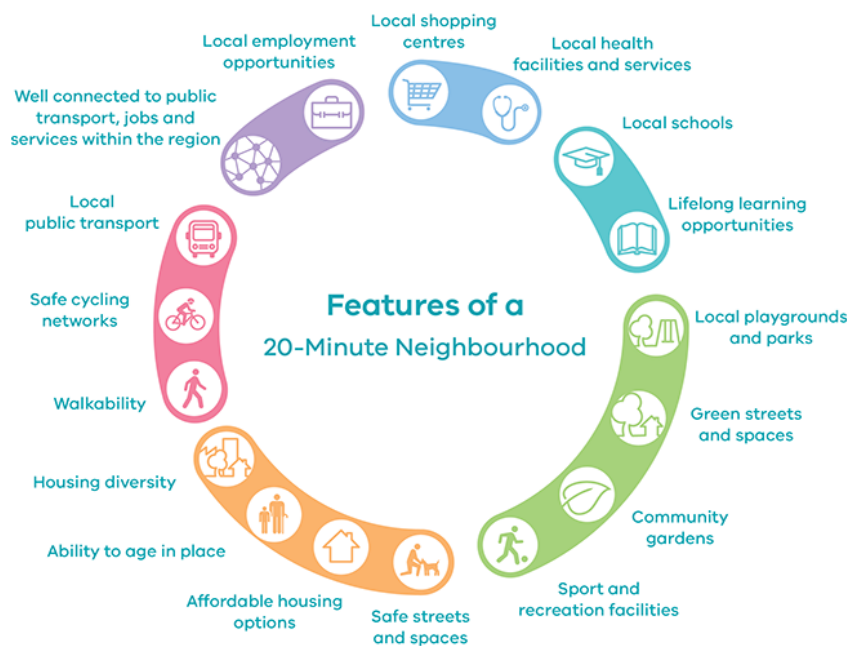 Features of a
20-Minute Neighbourhood
Local shopping
centres
Local health
facilities and services
Local schools
Lifelong learning
opportunities
Local playgrounds
and parks
Green streets
and spaces
Community
gardens
Sport and
recreation facilities
Safe streets
and spaces
Affordable housing
options
Ability to age in place
Housing diversity
Walkability
Safe cycling
networks
Local
public transport
Well connected to public
transport, jobs and
services within the region
Local employment
opportunities